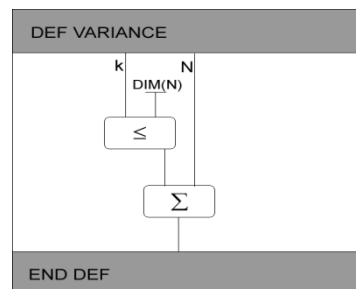 DEF VARIANCE
k N
DIM(N)
≤
Σ
END DEF